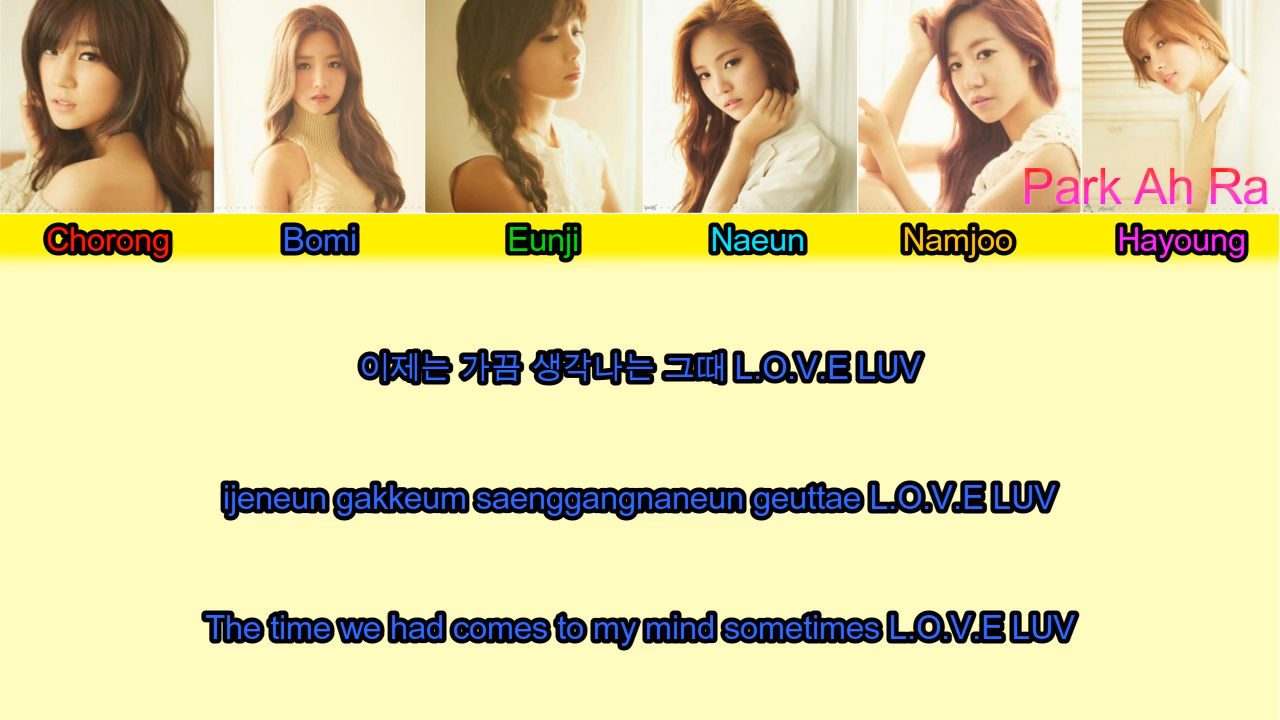 Park Ah Ra
Chorong Bomi Eunji Naeun Namjoo Hayoung
이제는 가끔 생각나는 그때 L.O.V.E LUV
ijeneun gakkeum saenggangnaneun geuttae L.O.V.E LUV
The time we had comes to my mind sometimes L.O.V.E LUV